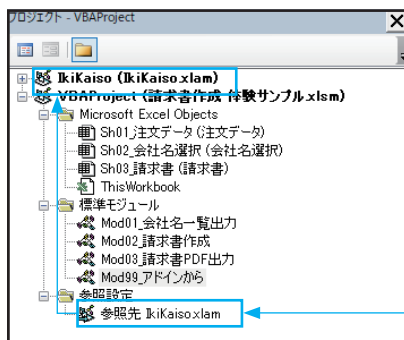 プロジェクト - VBAProject
IkiKaiso (IkiKaiso.xlam)
VBAProject (請求書作成 体験サンプル.xlsm)
Microsoft Excel Objects
Sh01_注文データ (注文データ)
Sh02_会社名選択 (会社名選択)
Sh03_請求書 (請求書)
ThisWorkbook
標準モジュール
Mod01_会社名一覧出力
Mod02_請求書作成
Mod03_請求書PDF出力
Mod99_アドインから
参照設定
参照先 IkiKaiso.xlam